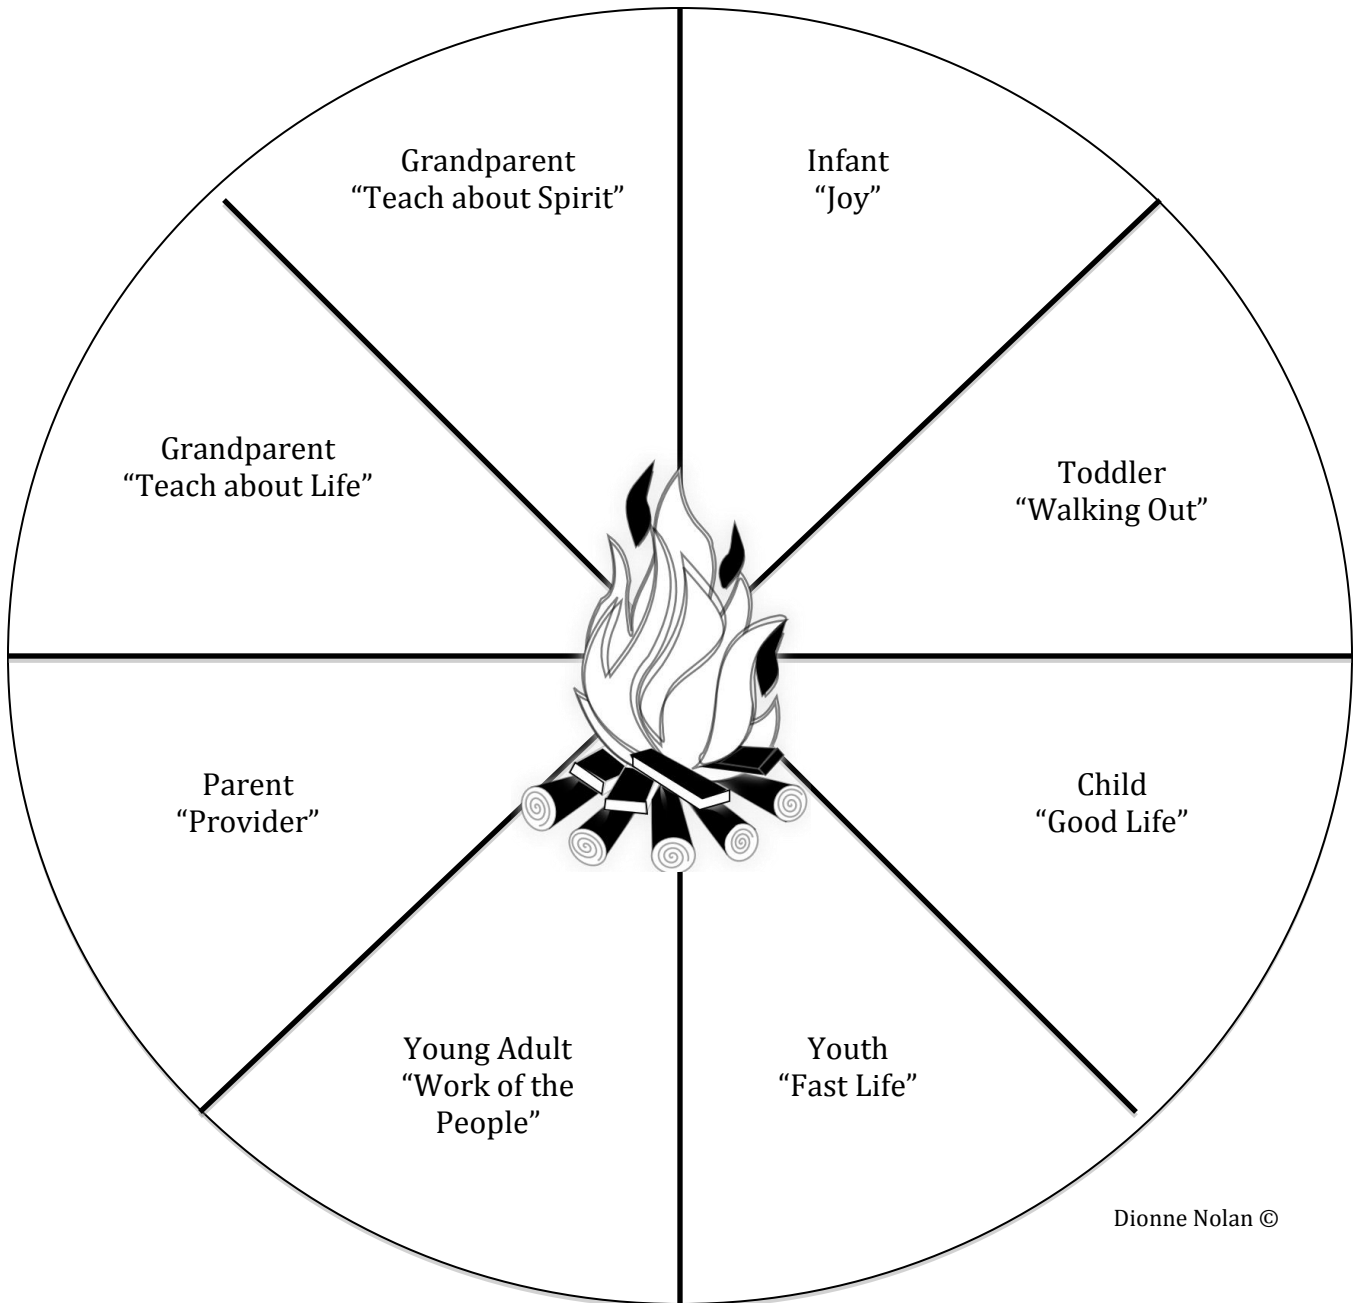 Grandparent
“Teach about Spirit”
Infant
“Joy”
Grandparent
“Teach about Life”
Toddler
“Walking Out”
Parent
“Provider”
Child
“Good Life”
Young Adult
“Work of the
People”
Youth
“Fast Life”
Dionne Nolan ©